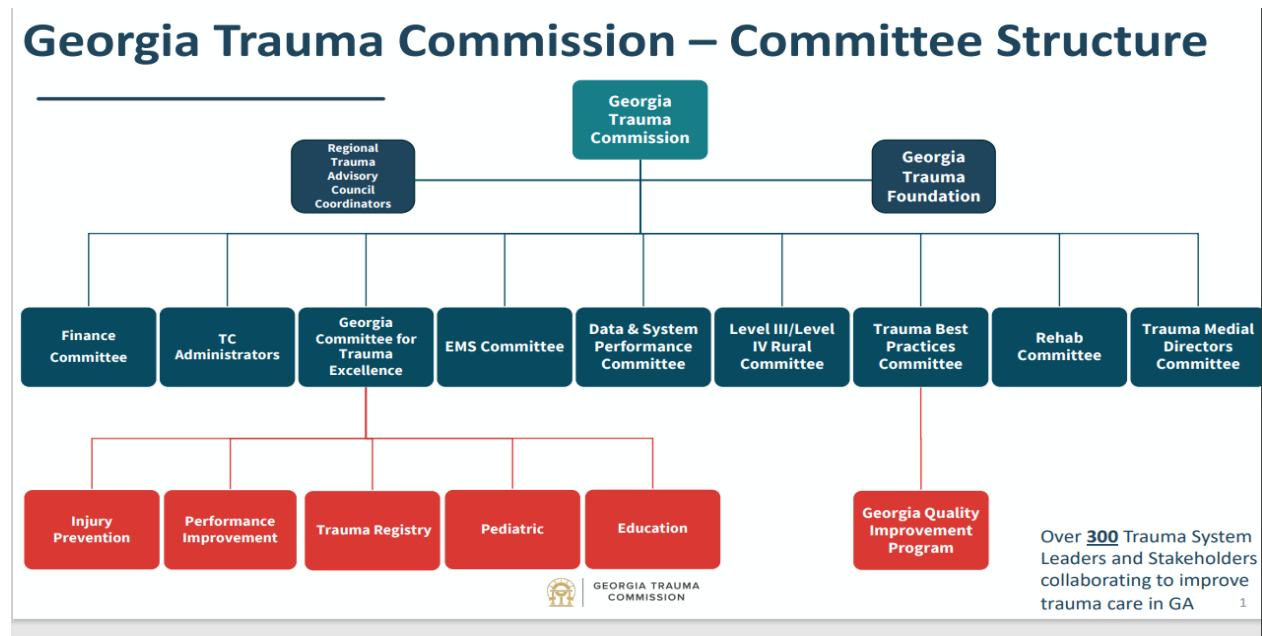 Georgia Trauma Commission – Committee Structure
Georgia
Trauma
Commission
Regional
Trauma
Advisory
Council
Coordinators
Georgia
Trauma
Foundation
Finance
Committee
TC
Administrators
Georgia
Committee for
Trauma
Excellence
EMS Committee
Data & System
Performance
Committee
Level III/Level
IV Rural
Committee
Trauma Best
Practices
Committee
Rehab
Committee
Trauma Medial
Directors
Committee
Injury
Prevention
Performance
Improvement
Trauma Registry
Pediatric
Education
Georgia Quality
Improvement
Program
Over 300 Trauma System
Leaders and Stakeholders
collaborating to improve
trauma care in GA
GEORGIA TRAUMA
COMMISSION
1